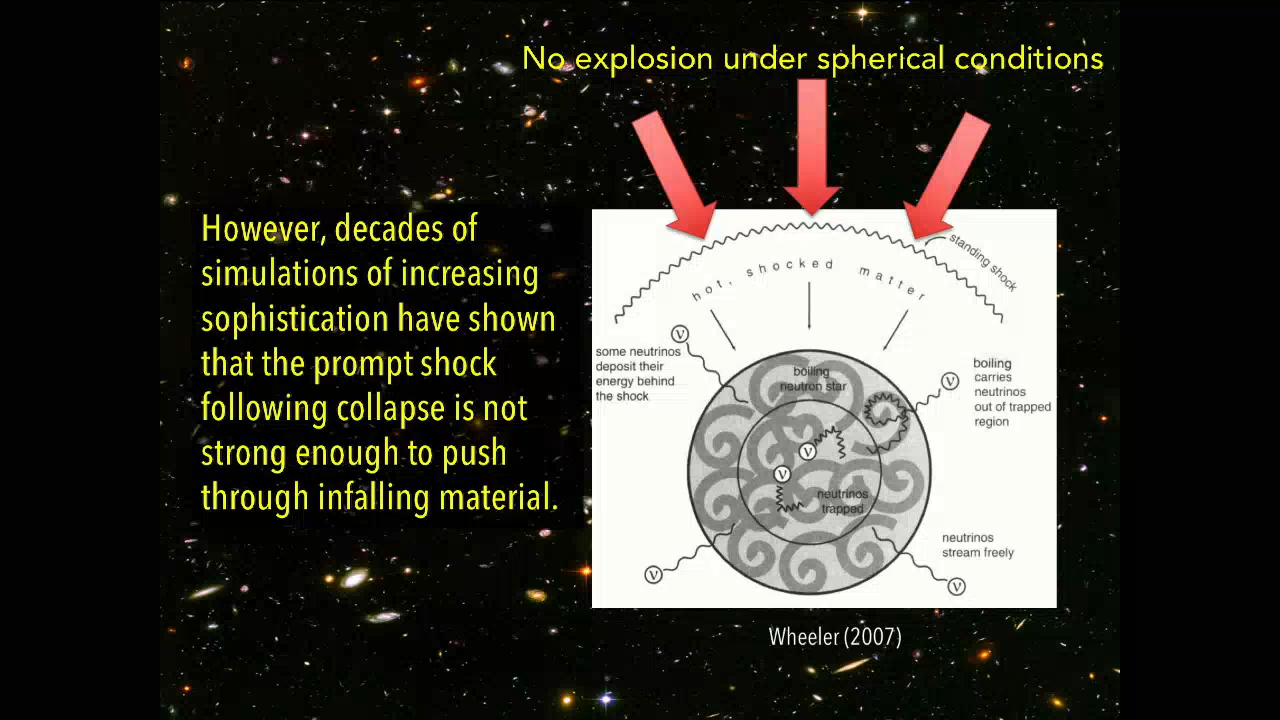 No explosion under spherical conditions
However, decades of
simulations of increasing
sophistication have shown
that the prompt shock
following collapse is not
strong enough to push
through infalling material.
standing shock
hot, shocked matter
some neutrinos
deposit their
energy behind
the shock
ν
boiling
neutron star
ν
boiling
carries
neutrinos
out of trapped
region
ν
ν
neutrinos
trapped
neutrinos
stream freely
ν
ν
Wheeler (2007)